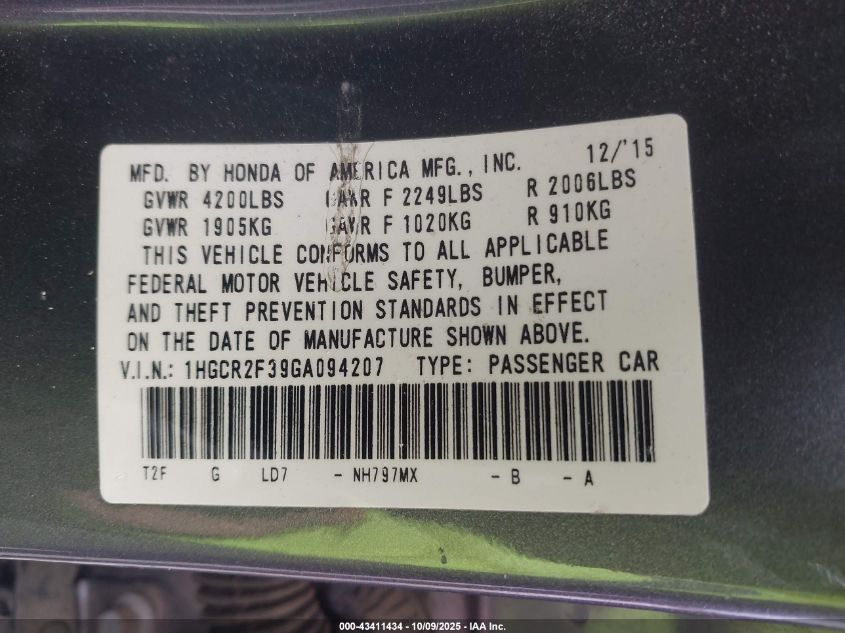 MFD. BY HONDA OF AMERICA MFG., INC. 12/'15
GVWR 4200LBS GAWR F 2249LBS R 2006LBS
GVWR 1905KG GAWR F 1020KG R 910KG
THIS VEHICLE CONFORMS TO ALL APPLICABLE
FEDERAL MOTOR VEHICLE SAFETY, BUMPER,
AND THEFT PREVENTION STANDARDS IN EFFECT
ON THE DATE OF MANUFACTURE SHOWN ABOVE.
V.I.N.: 1HGCR2F39GA094207 TYPE: PASSENGER CAR
T2F G LD7 - NH797MX - B - A
000-43411434 - 10/09/2025 - IAA Inc.